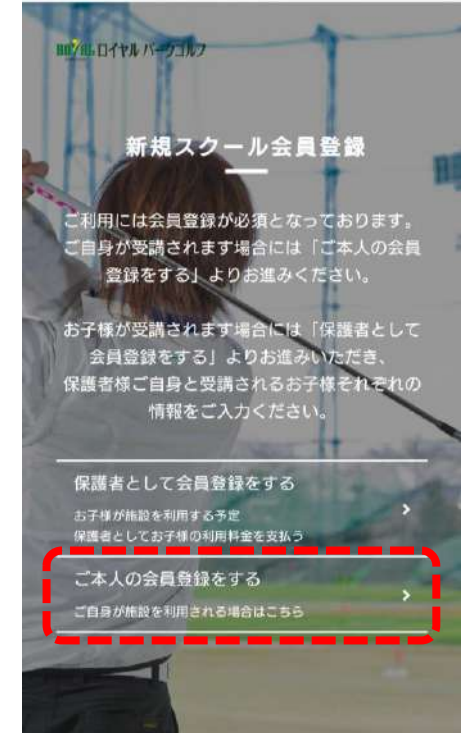 ロイヤル パークゴルフ
新規スクール会員登録
ご利用には会員登録が必須となっております。
ご自身が受講されます場合には「ご本人の会員
登録をする」よりお進みください。
お子様が受講されます場合には「保護者として
会員登録をする」よりお進みいただき、
保護者様ご自身と受講されるお子様それぞれの
情報をご入力ください。
保護者として会員登録をする
お子様が施設を利用する予定
保護者としてお子様の利用料金を支払う
ご本人の会員登録をする
ご自身が施設を利用される場合はこちら